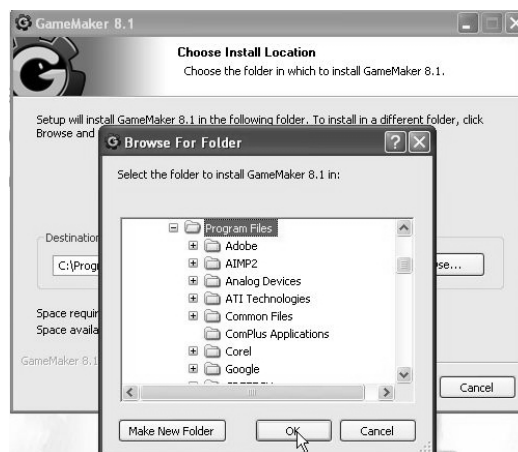 GameMaker 8.1
Choose Install Location
Choose the folder in which to install GameMaker 8.1.
Setup will install GameMaker 8.1 in the following folder. To install in a different folder, click
Browse and
Browse For Folder
Select the folder to install GameMaker 8.1 in:
Program Files
Adobe
AIMP2
Analog Devices
ATI Technologies
Common Files
ComPlus Applications
Corel
Google
Destination
C:\Progr
se...
Space requir
Space availa
GameMaker 8.1
Cancel
Make New Folder
OK
Cancel